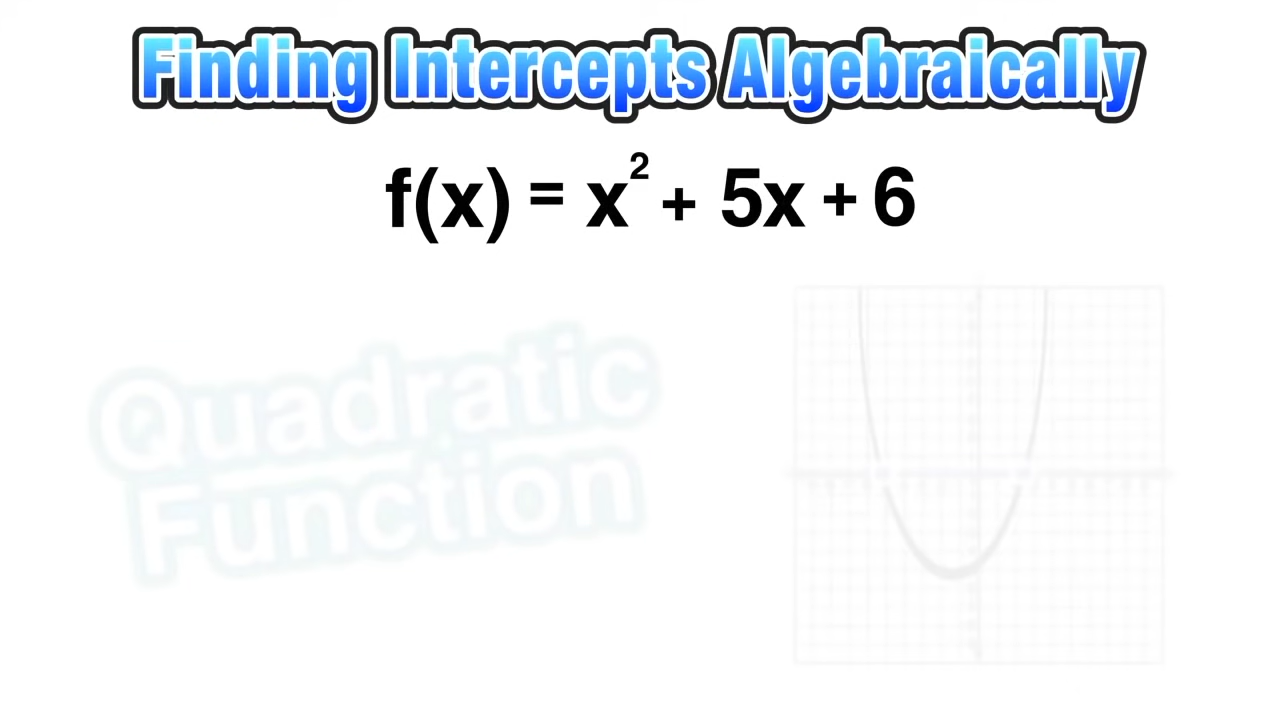 Finding Intercepts Algebraically
f(x) = x² + 5x + 6
Quadratic
Function